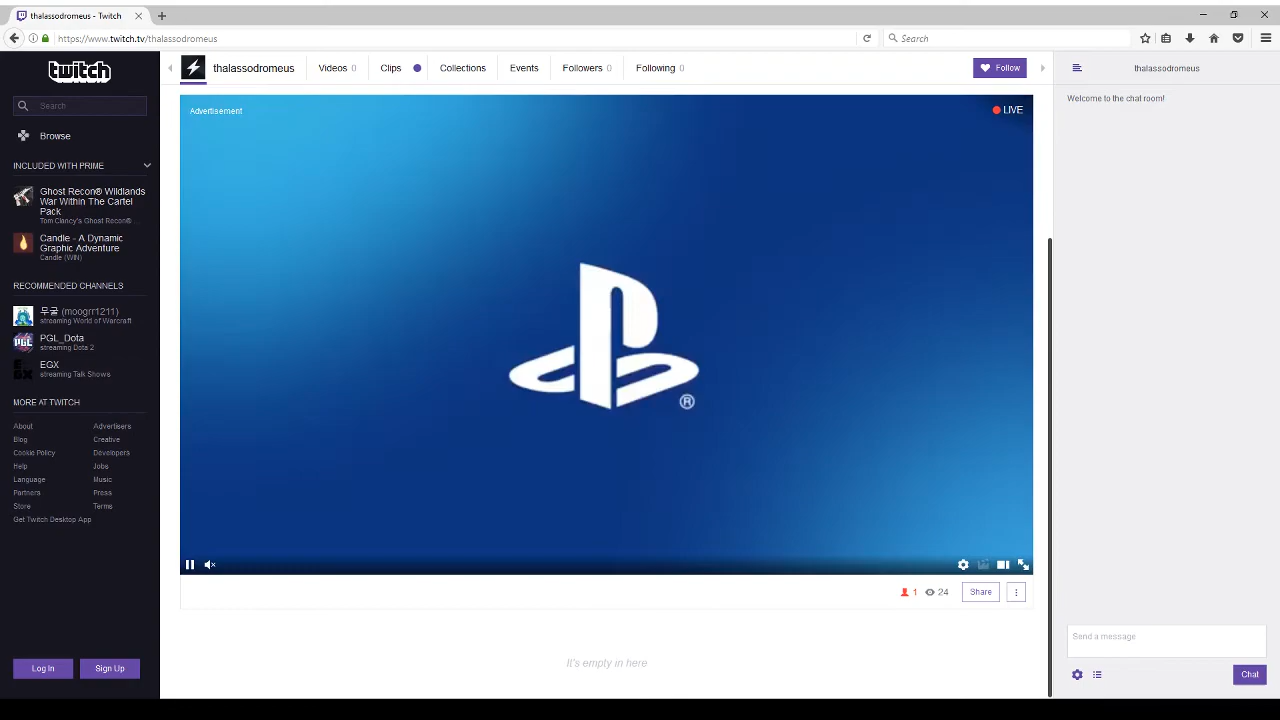 thalassodromeus - Twitch
https://www.twitch.tv/thalassodromeus
Search
twitch
Search
Browse
INCLUDED WITH PRIME
Ghost Recon® Wildlands
War Within The Cartel
Pack
Tom Clancy's Ghost Recon® ...
Candle - A Dynamic
Graphic Adventure
Candle (WIN)
RECOMMENDED CHANNELS
무굴 (moogrr1211)
streaming World of Warcraft
PGL
PGL_Dota
streaming Dota 2
EGX
streaming Talk Shows
MORE AT TWITCH
About Advertisers
Blog Creative
Cookie Policy Developers
Help Jobs
Language Music
Partners Press
Store Terms
Get Twitch Desktop App
Log In Sign Up
thalassodromeus Videos 0 Clips Collections Events Followers 0 Following 0 Follow
Advertisement
LIVE
®
1 24 Share
It's empty in here
thalassodromeus
Welcome to the chat room!
Send a message
Chat